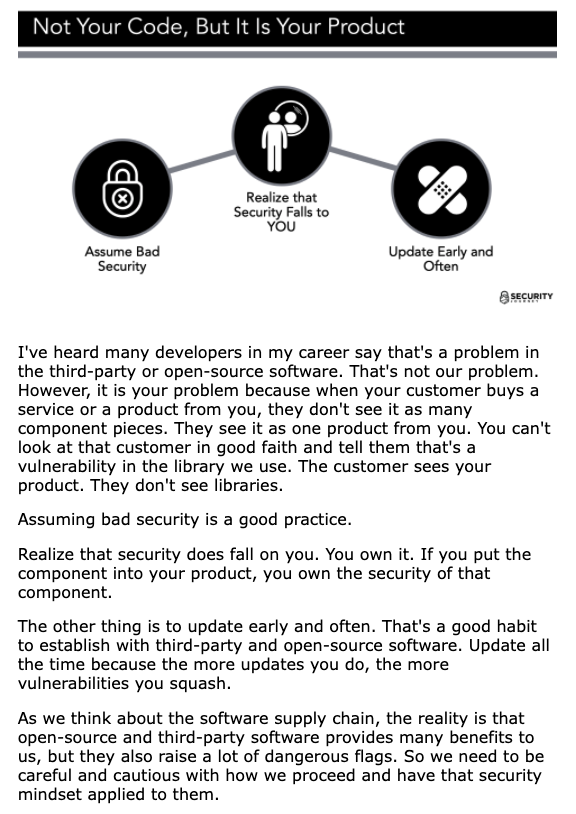 Not Your Code, But It Is Your Product
Assume Bad
Security
Realize that
Security Falls to
YOU
Update Early and
Often
SECURITY
JOURNEY
I've heard many developers in my career say that's a problem in
the third-party or open-source software. That's not our problem.
However, it is your problem because when your customer buys a
service or a product from you, they don't see it as many
component pieces. They see it as one product from you. You can't
look at that customer in good faith and tell them that's a
vulnerability in the library we use. The customer sees your
product. They don't see libraries.
Assuming bad security is a good practice.
Realize that security does fall on you. You own it. If you put the
component into your product, you own the security of that
component.
The other thing is to update early and often. That's a good habit
to establish with third-party and open-source software. Update all
the time because the more updates you do, the more
vulnerabilities you squash.
As we think about the software supply chain, the reality is that
open-source and third-party software provides many benefits to
us, but they also raise a lot of dangerous flags. So we need to be
careful and cautious with how we proceed and have that security
mindset applied to them.